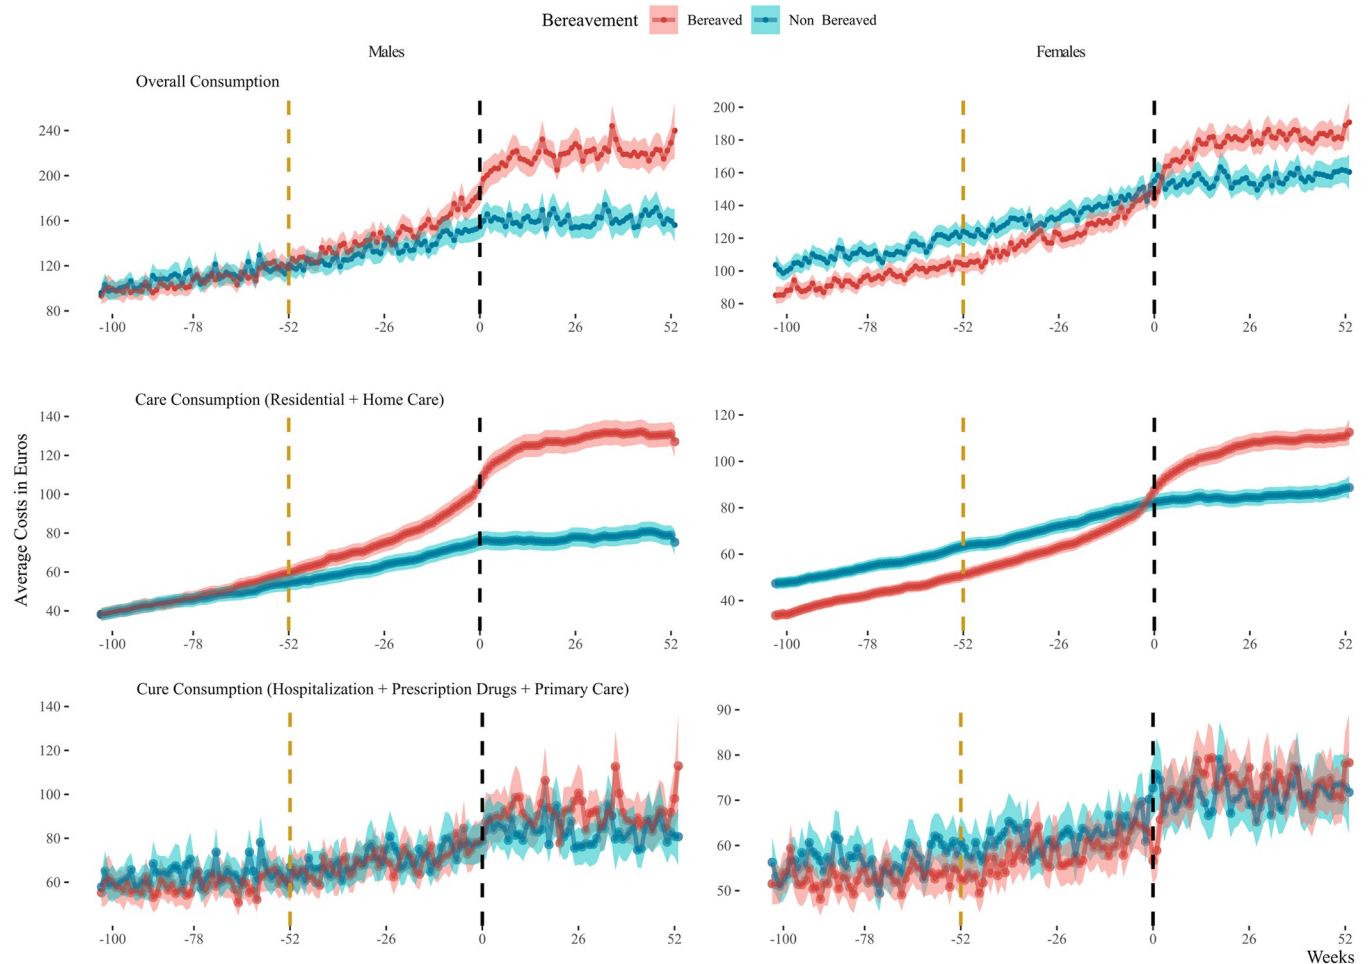 Bereavement Bereaved Non Bereaved
Males Females
Overall Consumption
240
200
160
120
80
-100 -78 -52 -26 0 26 52
200
180
160
140
120
100
80
-100 -78 -52 -26 0 26 52
Average Costs in Euros
Care Consumption (Residential + Home Care)
140
120
100
80
60
40
-100 -78 -52 -26 0 26 52
120
100
80
60
40
-100 -78 -52 -26 0 26 52
Cure Consumption (Hospitalization + Prescription Drugs + Primary Care)
140
120
100
80
60
-100 -78 -52 -26 0 26 52
90
80
70
60
50
-100 -78 -52 -26 0 26 52
Weeks